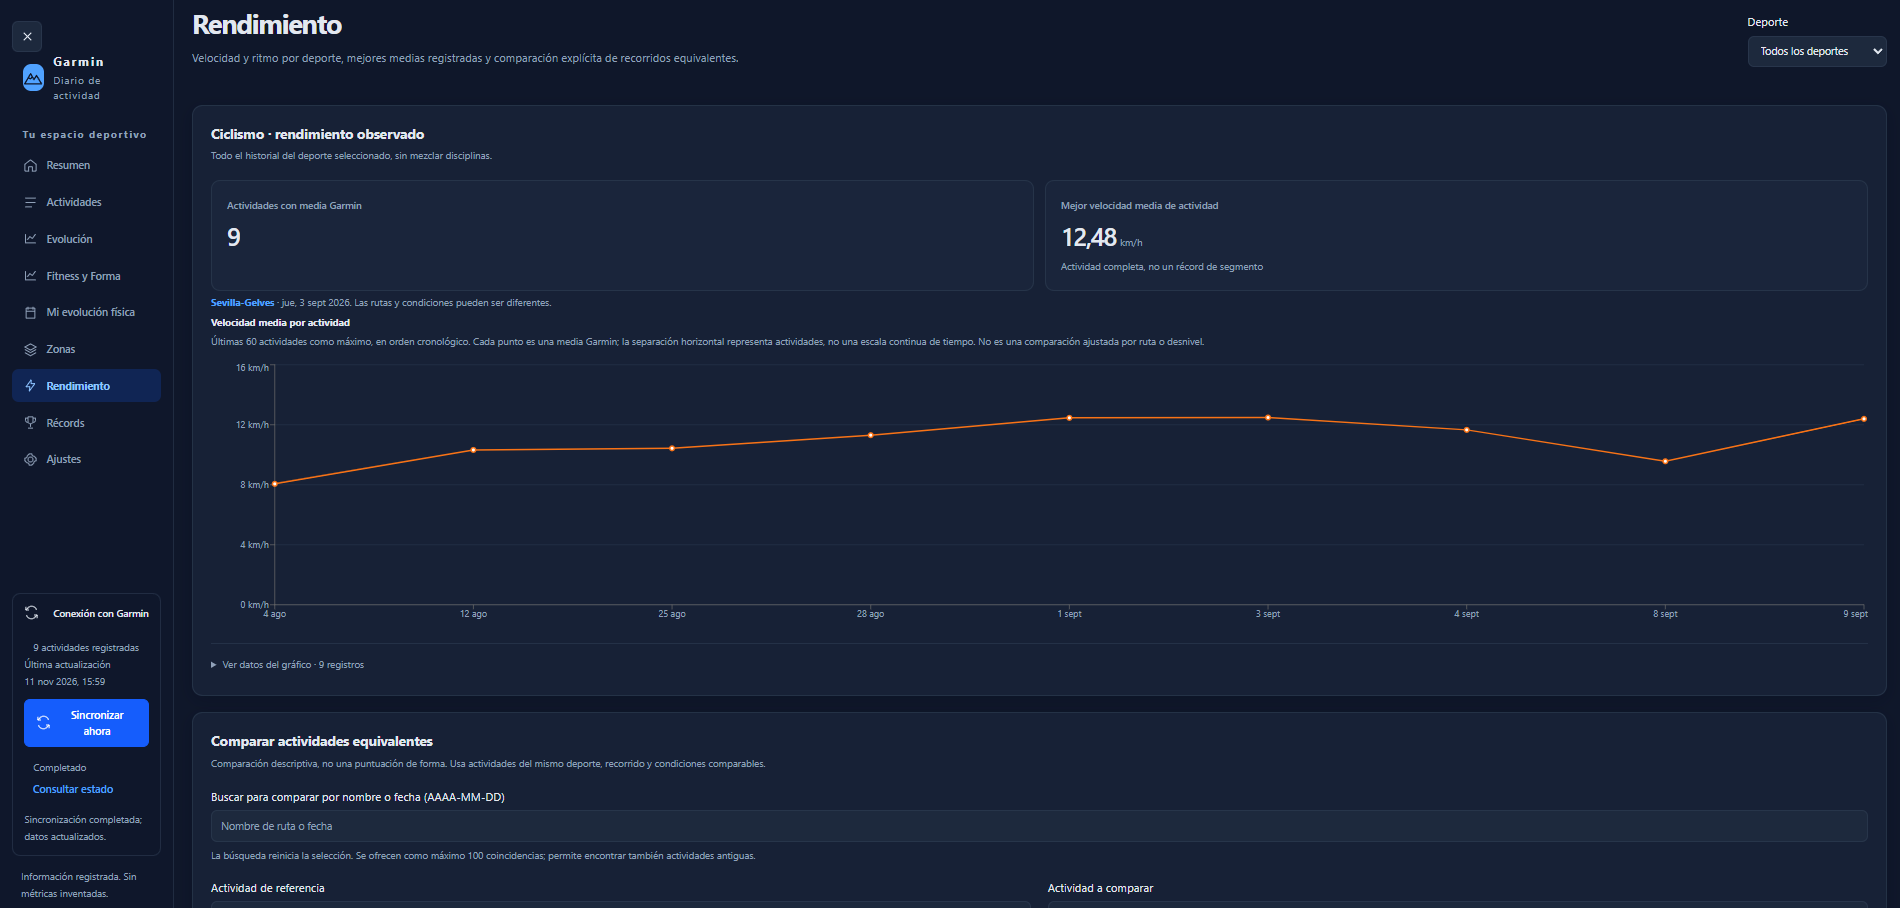 Garmin
Diario de
actividad
Tu espacio deportivo
Resumen
Actividades
Evolución
Fitness y Forma
Mi evolución física
Zonas
Rendimiento
Récords
Ajustes
Conexión con Garmin
9 actividades registradas
Última actualización
11 nov 2026, 15:59
Sincronizar
ahora
Completado
Consultar estado
Sincronización completada;
datos actualizados.
Información registrada. Sin
métricas inventadas.
Rendimiento
Velocidad y ritmo por deporte, mejores medias registradas y comparación explícita de recorridos equivalentes.
Deporte
Todos los deportes
Ciclismo · rendimiento observado
Todo el historial del deporte seleccionado, sin mezclar disciplinas.
Actividades con media Garmin
9
Mejor velocidad media de actividad
12,48 km/h
Actividad completa, no un récord de segmento
Sevilla-Gelves · jue, 3 sept 2026. Las rutas y condiciones pueden ser diferentes.
Velocidad media por actividad
Últimas 60 actividades como máximo, en orden cronológico. Cada punto es una media Garmin; la separación horizontal representa actividades, no una escala continua de tiempo. No es una comparación ajustada por ruta o desnivel.
16 km/h
12 km/h
8 km/h
4 km/h
0 km/h
4 ago 12 ago 25 ago 28 ago 1 sept 3 sept 4 sept 8 sept 9 sept
Ver datos del gráfico · 9 registros
Comparar actividades equivalentes
Comparación descriptiva, no una puntuación de forma. Usa actividades del mismo deporte, recorrido y condiciones comparables.
Buscar para comparar por nombre o fecha (AAAA-MM-DD)
Nombre de ruta o fecha
La búsqueda reinicia la selección. Se ofrecen como máximo 100 coincidencias; permite encontrar también actividades antiguas.
Actividad de referencia
Actividad a comparar